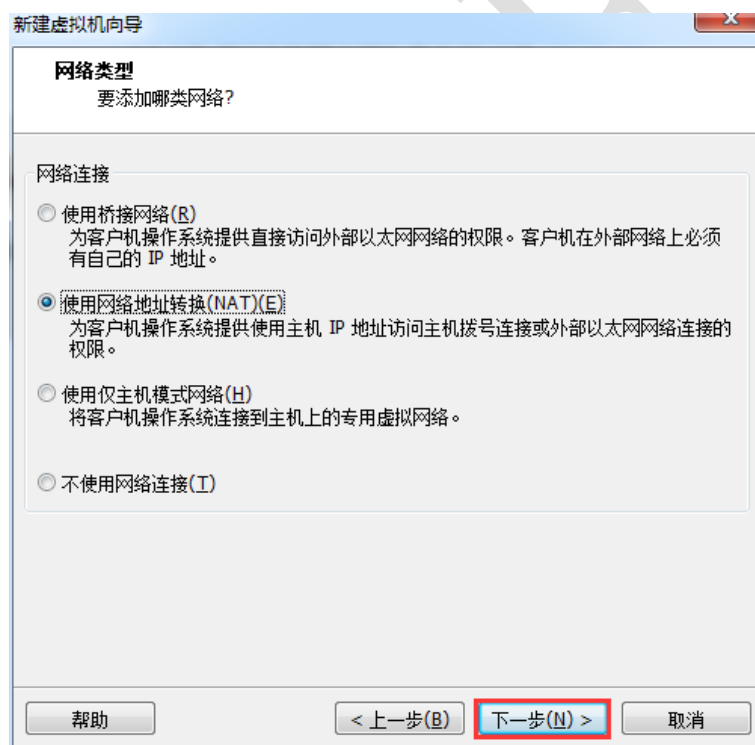 新建虚拟机向导
网络类型
要添加哪类网络?
网络连接
使用桥接网络(R)
为客户机操作系统提供直接访问外部以太网网络的权限。客户机在外部网络上必须
有自己的 IP 地址。
使用网络地址转换(NAT)(E)
为客户机操作系统提供使用主机 IP 地址访问主机拨号连接或外部以太网网络连接的
权限。
使用仅主机模式网络(H)
将客户机操作系统连接到主机上的专用虚拟网络。
不使用网络连接(T)
帮助 < 上一步(B) 下一步(N) > 取消